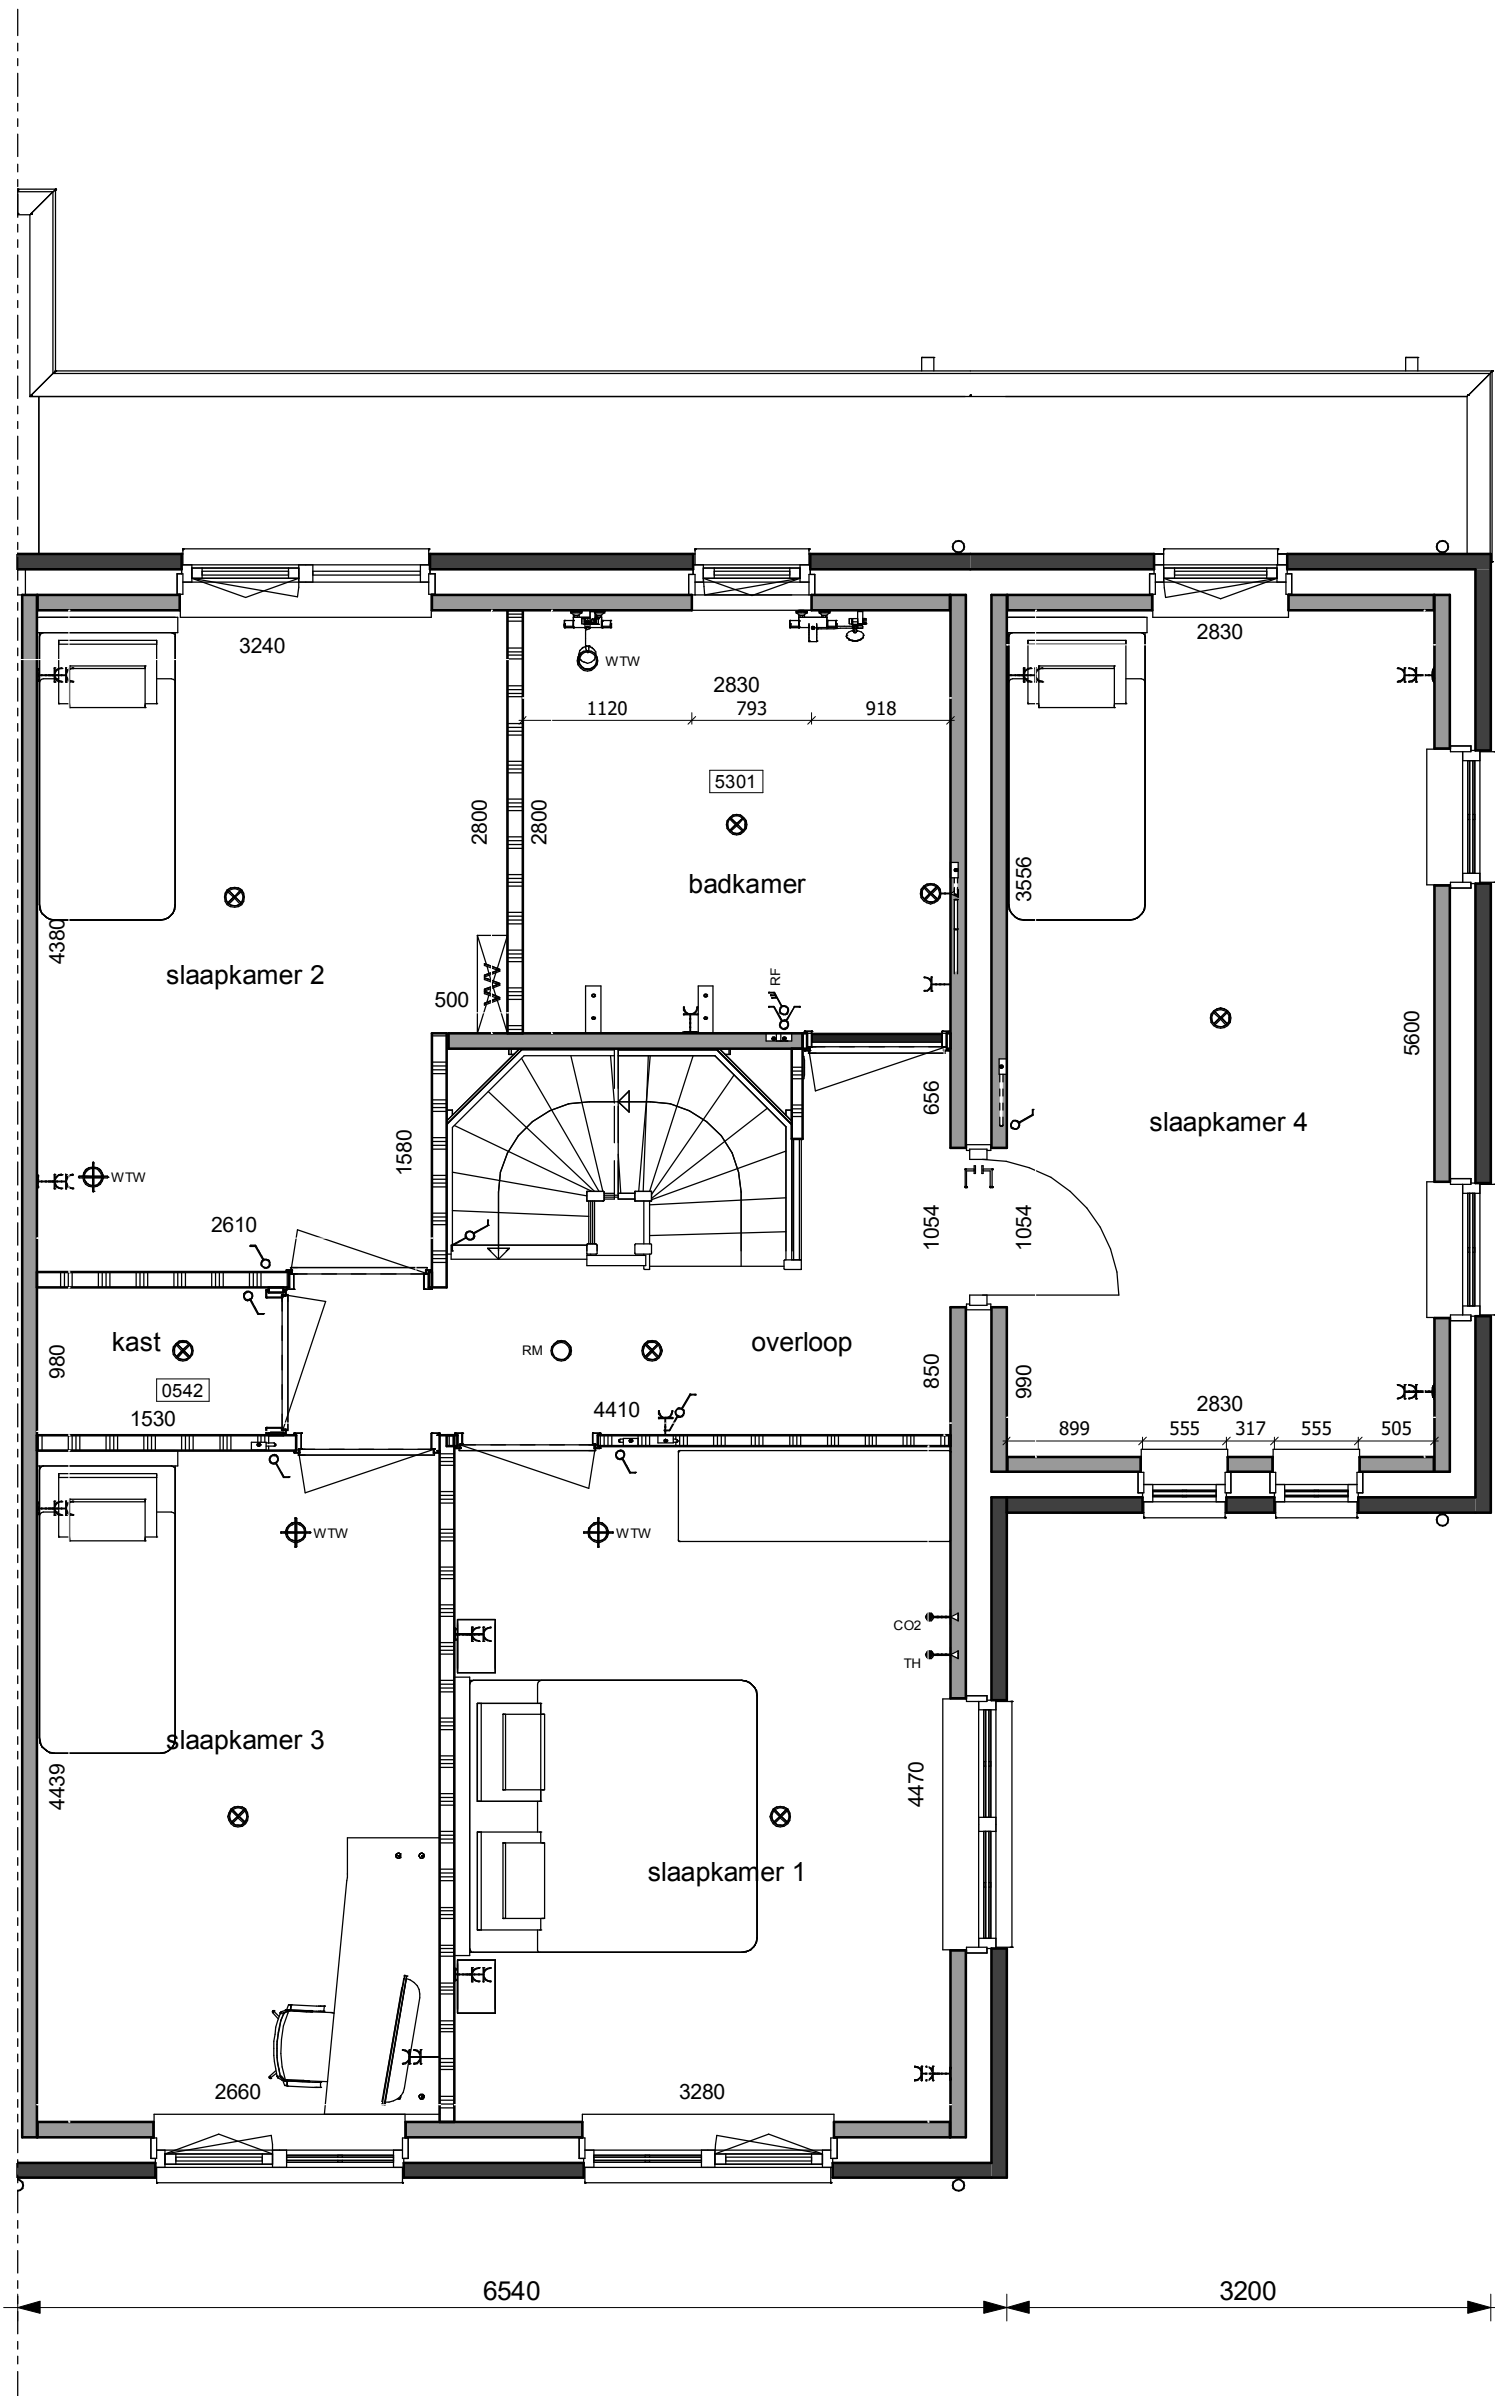 3240
2830
WTW
2830
1120 793 918
5301
2800
2800
badkamer
3556
4380
slaapkamer 2
500
RF
5600
656
slaapkamer 4
1580
WTW
2610
1054
1054
kast
RM
overloop
980
0542
850
990
1530
4410
2830
899 555 317 555 505
WTW
WTW
CO2
TH
slaapkamer 3
4439
4470
slaapkamer 1
2660
3280
6540
3200